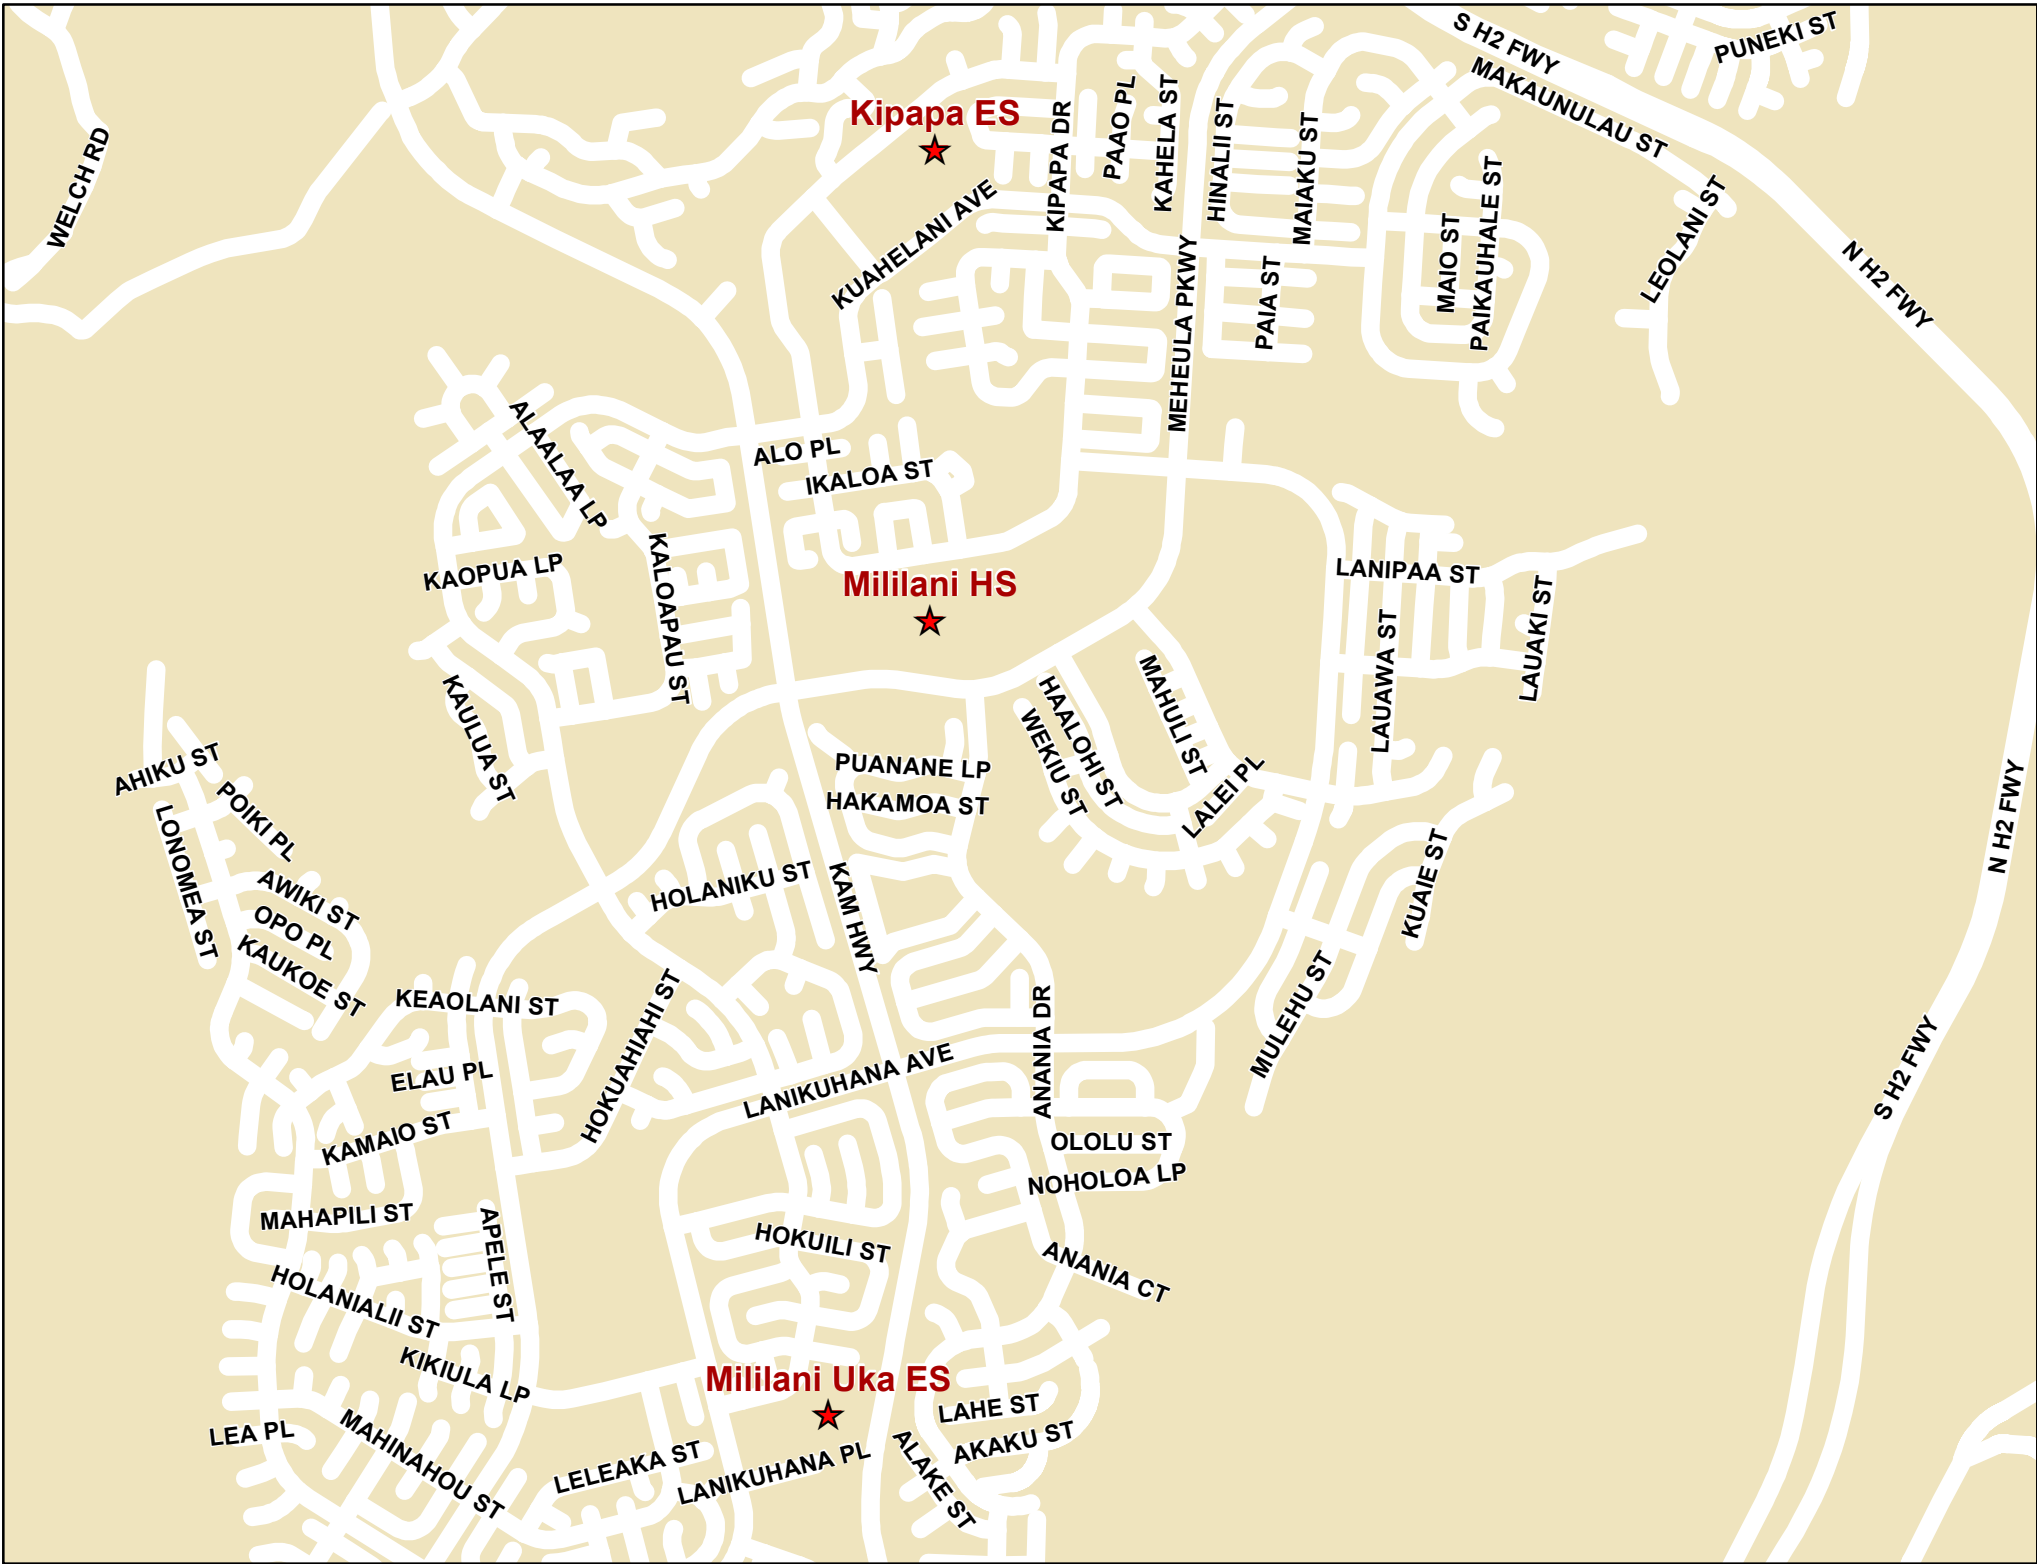 S H2 FWY
PUNEKI ST
MAKAUNULAU ST
Kipapa ES
WELCH RD
KIPAPA DR
PAAO PL
KAHELA ST
HINALII ST
MAIAKU ST
PAIKAUHALE ST
MAIO ST
LEOLANI ST
N H2 FWY
KUAHELANI AVE
MEHEULA PKWY
PAIA ST
ALAALAA LP
ALO PL
IKALOA ST
KAOPUA LP
KALOAPAU ST
Mililani HS
LANIPAA ST
LAUAKI ST
LAUAWA ST
KAULUA ST
HAALOHI ST
MAHULI ST
WEKIU ST
LALEI PL
AHIKU ST
POIKI PL
LONOMEA ST
PUANANE LP
HAKAMOA ST
N H2 FWY
KUAIE ST
AWIKI ST
OPO PL
KAUKOE ST
HOLANIKU ST
KAM HWY
KEAOLANI ST
HOKUAHIAHI ST
ANANIA DR
MULEHU ST
S H2 FWY
ELAU PL
LANIKUHANA AVE
KAMAIO ST
OLOLU ST
NOHOLOA LP
MAHAPILI ST
APELE ST
HOKUILI ST
ANANIA CT
HOLANIALII ST
KIKIULA LP
Mililani Uka ES
LEA PL
MAHINAHOU ST
LAHE ST
AKAKU ST
ALAKE ST
LELEAKA ST
LANIKUHANA PL